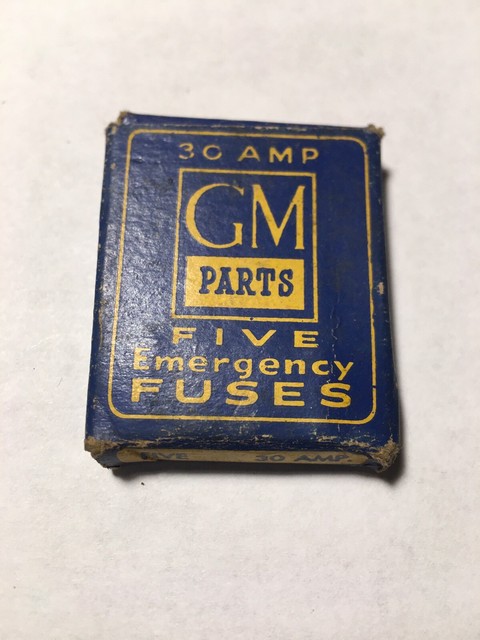 30 AMP
GM
PARTS
FIVE
Emergency
FUSES
FIVE 30 AMP.